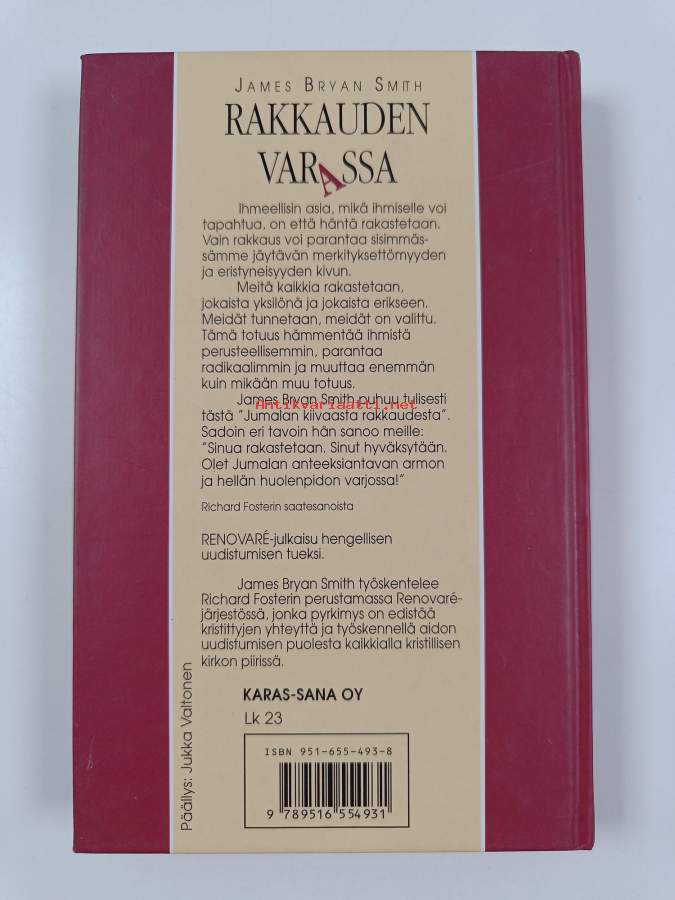 JAMES BRYAN SMITH
RAKKAUDEN
VARASSA
Ihmeellisin asia, mikä ihmiselle voi
tapahtua, on että häntä rakastetaan.
Vain rakkaus voi parantaa sisimmäs-
sämme jäytävän merkityksettömyyden
ja eristyneisyyden kivun.
Meitä kaikkia rakastetaan,
jokaista yksilönä ja jokaista erikseen.
Meidät tunnetaan, meidät on valittu.
Tämä totuus hämmentää ihmistä
perusteellisemmin, parantaa
radikaalimmin ja muuttaa enemmän
kuin mikään muu totuus.
James Bryan Smith puhuu tulisesti
tästä "Jumalan kiivaasta rakkaudesta".
Antikvariaatti.net
Sadoin eri tavoin hän sanoo meille:
"Sinua rakastetaan. Sinut hyväksytään.
Olet Jumalan anteeksiantavan armon
ja hellän huolenpidon varjossa!"
Richard Fosterin saatesanoista
RENOVARÉ-julkaisu hengellisen
uudistumisen tueksi.
James Bryan Smith työskentelee
Richard Fosterin perustamassa Renovaré-
järjestössä, jonka pyrkimys on edistää
kristittyjen yhteyttä ja työskennellä aidon
uudistumisen puolesta kaikkialla kristillisen
kirkon piirissä.
Päällys: Jukka Valtonen
KARAS-SANA OY
Lk 23
ISBN 951-655-493-8
9 789516 554931